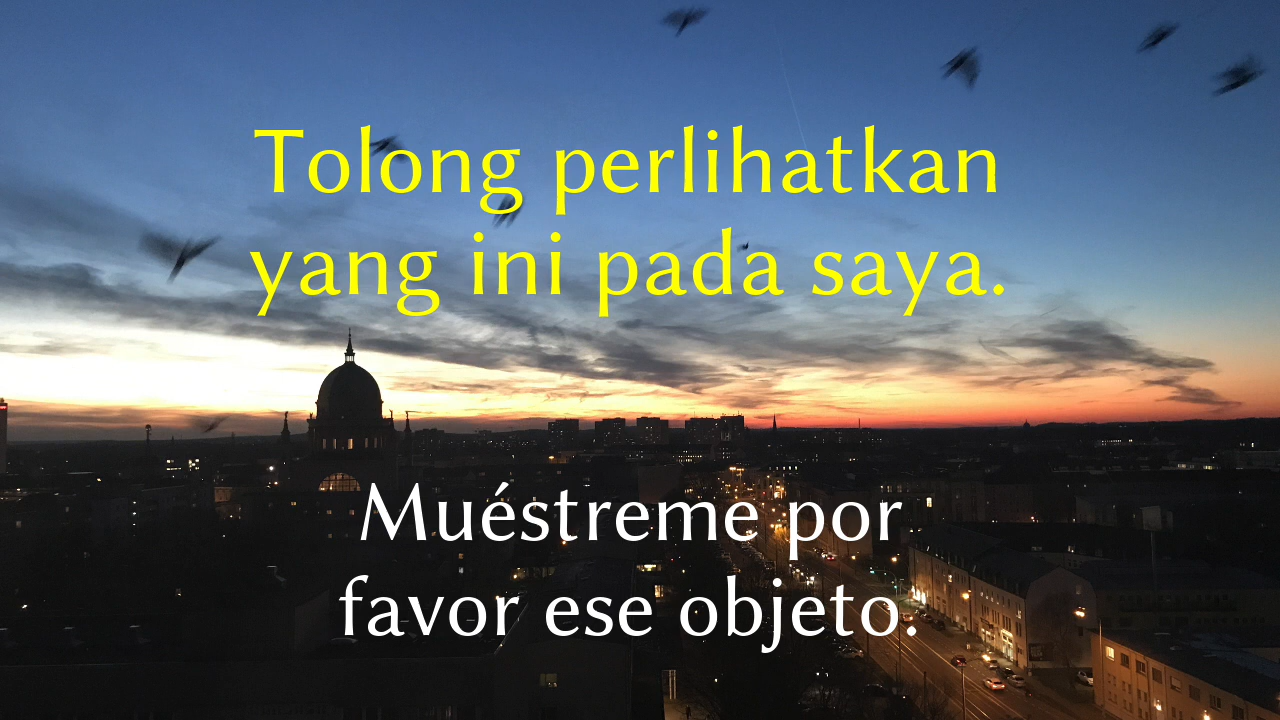 Tolong perlihatkan
yang ini pada saya.
Muéstreme por
favor ese objeto.